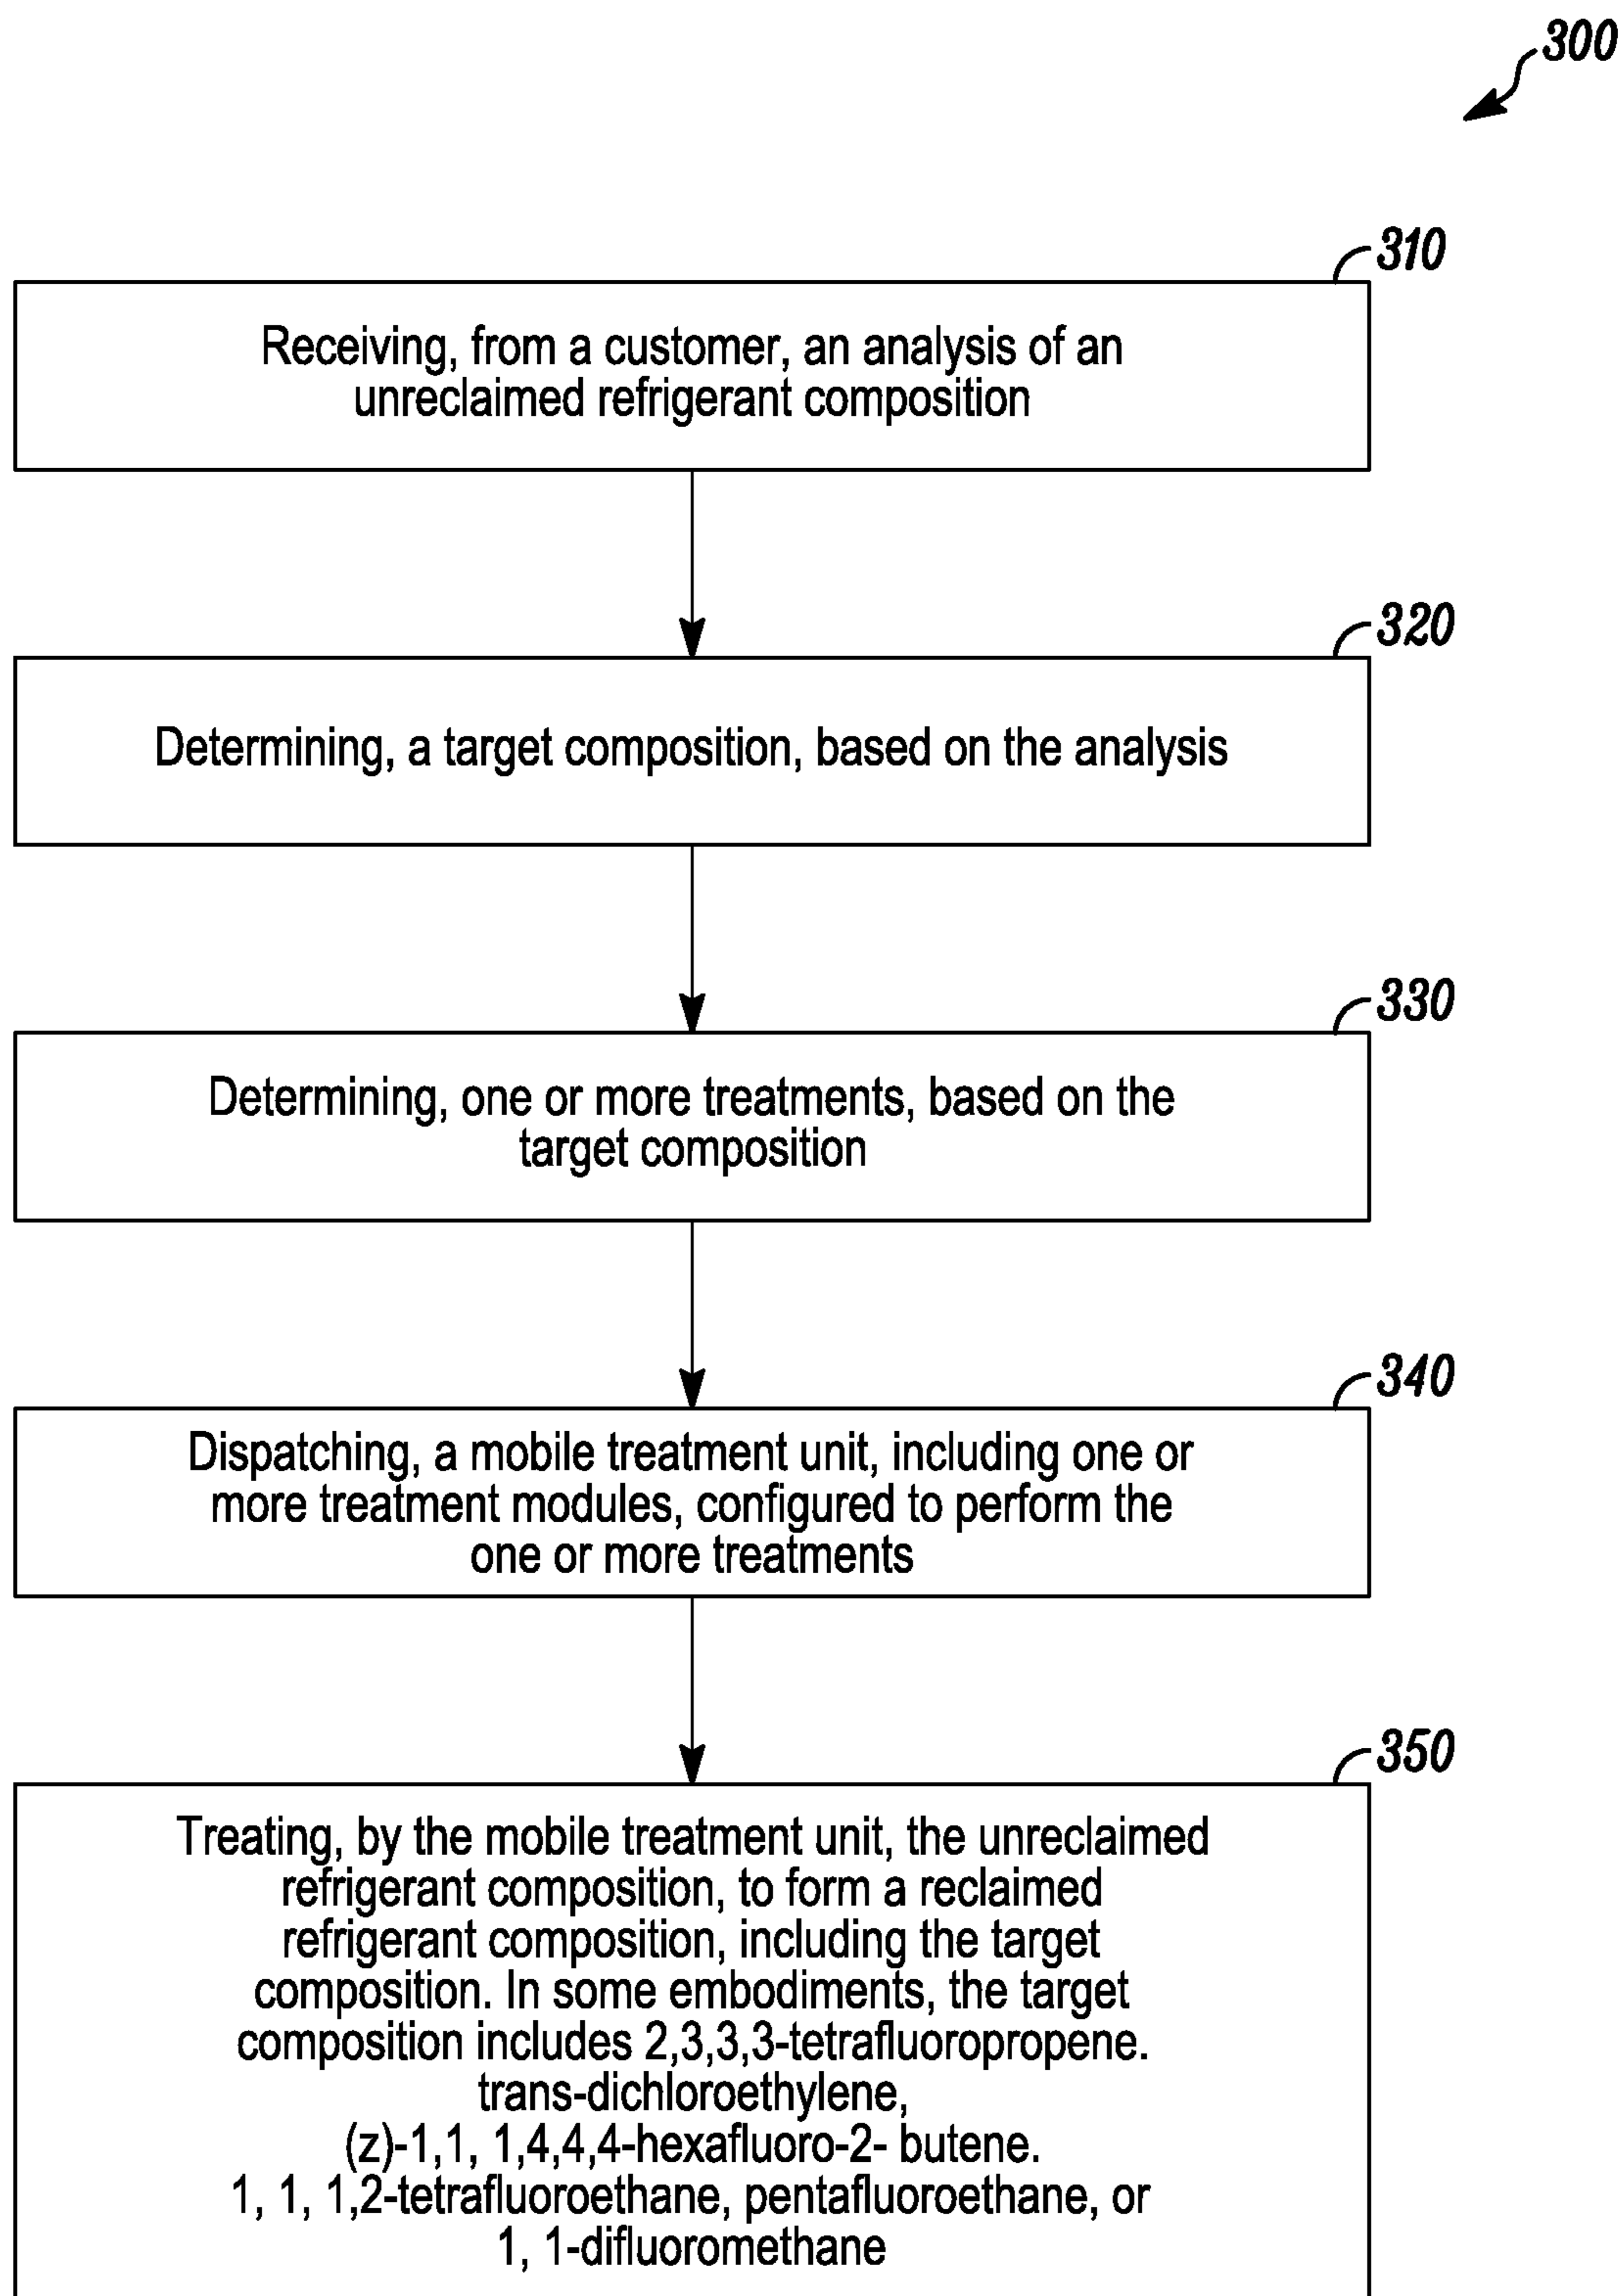 300
310
Receiving, from a customer, an analysis of an
unreclaimed refrigerant composition
320
Determining, a target composition, based on the analysis
330
Determining, one or more treatments, based on the
target composition
340
Dispatching, a mobile treatment unit, including one or
more treatment modules, configured to perform the
one or more treatments
350
Treating, by the mobile treatment unit, the unreclaimed
refrigerant composition, to form a reclaimed
refrigerant composition, including the target
composition. In some embodiments, the target
composition includes 2,3,3,3-tetrafluoropropene.
trans-dichloroethylene,
(z)-1,1, 1,4,4,4-hexafluoro-2- butene.
1, 1, 1,2-tetrafluoroethane, pentafluoroethane, or
1, 1-difluoromethane